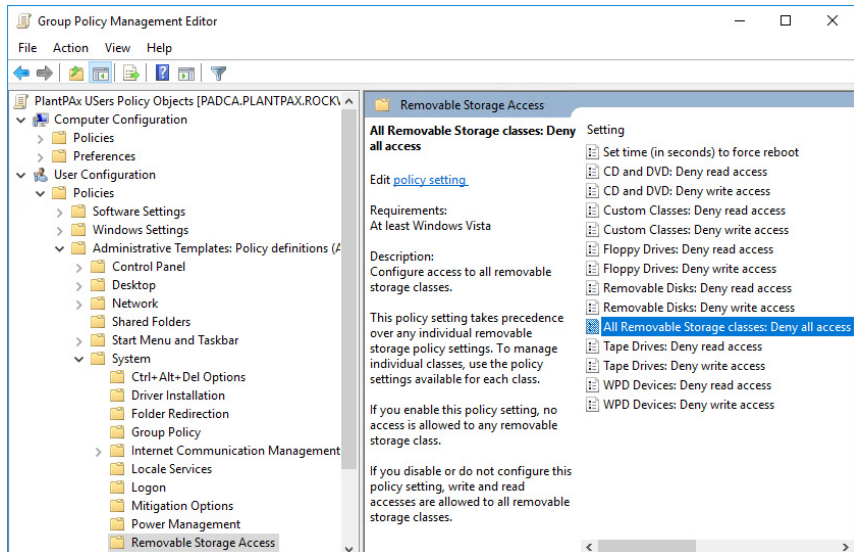 Group Policy Management Editor
File Action View Help
PlantPAx USers Policy Objects [PADCA.PLANTPAX.ROCKW
Computer Configuration
Policies
Preferences
User Configuration
Policies
Software Settings
Windows Settings
Administrative Templates: Policy definitions (A
Control Panel
Desktop
Network
Shared Folders
Start Menu and Taskbar
System
Ctrl+Alt+Del Options
Driver Installation
Folder Redirection
Group Policy
Internet Communication Management
Locale Services
Logon
Mitigation Options
Power Management
Removable Storage Access
Removable Storage Access
All Removable Storage classes: Deny
all access
Edit policy setting
Requirements:
At least Windows Vista
Description:
Configure access to all removable
storage classes.
This policy setting takes precedence
over any individual removable
storage policy settings. To manage
individual classes, use the policy
settings available for each class.
If you enable this policy setting, no
access is allowed to any removable
storage class.
If you disable or do not configure this
policy setting, write and read
accesses are allowed to all removable
storage classes.
Setting
Set time (in seconds) to force reboot
CD and DVD: Deny read access
CD and DVD: Deny write access
Custom Classes: Deny read access
Custom Classes: Deny write access
Floppy Drives: Deny read access
Floppy Drives: Deny write access
Removable Disks: Deny read access
Removable Disks: Deny write access
All Removable Storage classes: Deny all access
Tape Drives: Deny read access
Tape Drives: Deny write access
WPD Devices: Deny read access
WPD Devices: Deny write access